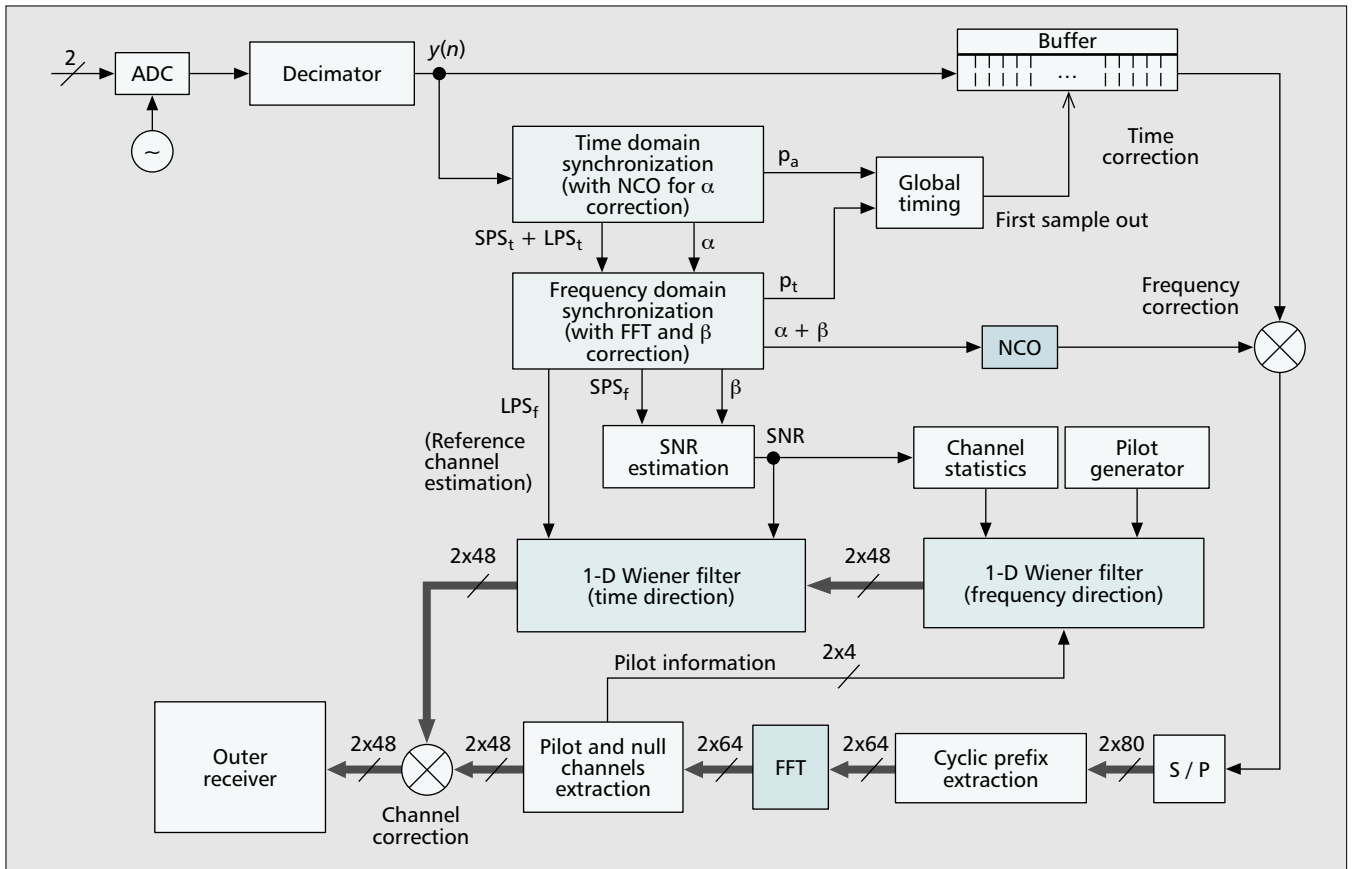 2
ADC
~
Decimator
y(n)
Buffer
...
Time domain
synchronization
(with NCO for α
correction)
pₐ
Global
timing
Time
correction
First sample out
SPSₜ + LPSₜ
α
Frequency domain
synchronization
(with FFT and β
correction)
pₜ
α + β
NCO
Frequency
correction
LPS_f
SPS_f
β
(Reference
channel
estimation)
SNR
estimation
SNR
Channel
statistics
Pilot
generator
2x48
1-D Wiener filter
(time direction)
2x48
1-D Wiener filter
(frequency direction)
Pilot information
2x4
Outer
receiver
2x48
Channel
correction
2x48
Pilot and null
channels
extraction
2x64
FFT
2x64
Cyclic prefix
extraction
2x80
S / P